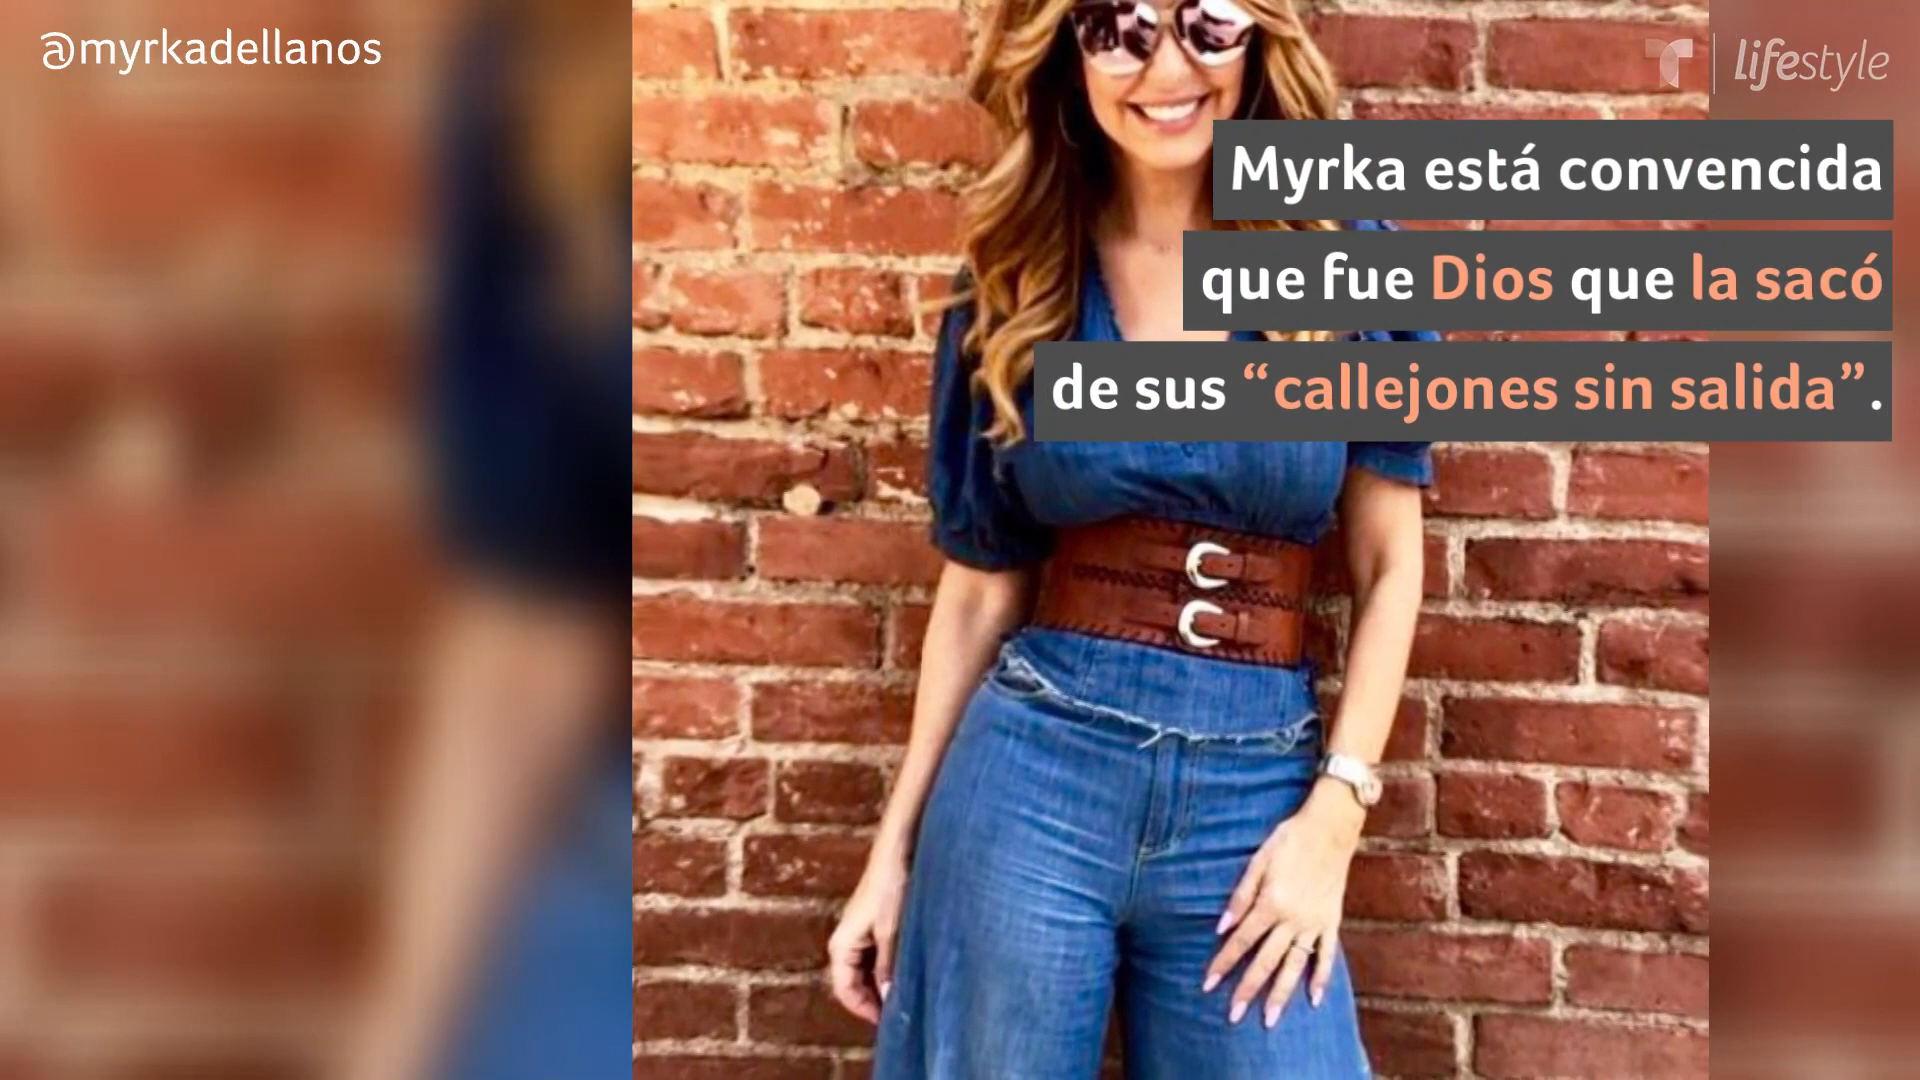 @myrkadellanos
lifestyle
Myrka está convencida
que fue Dios que la sacó
de sus “callejones sin salida”.